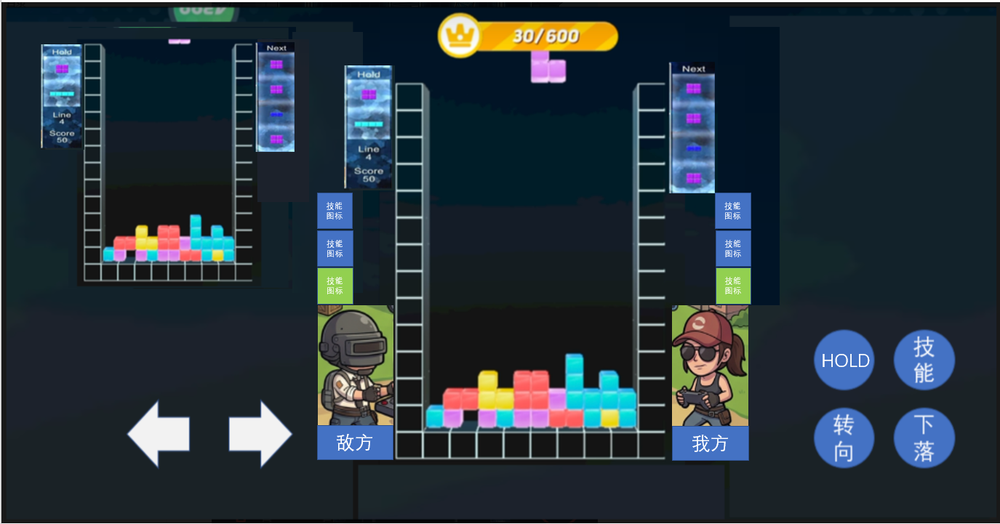 30/600
Hold
Line
4
Score
50
Next
Hold
Line
4
Score
50
Next
技能
图标
技能
图标
技能
图标
技能
图标
技能
图标
技能
图标
敌方
我方
HOLD
技
能
转
向
下
落